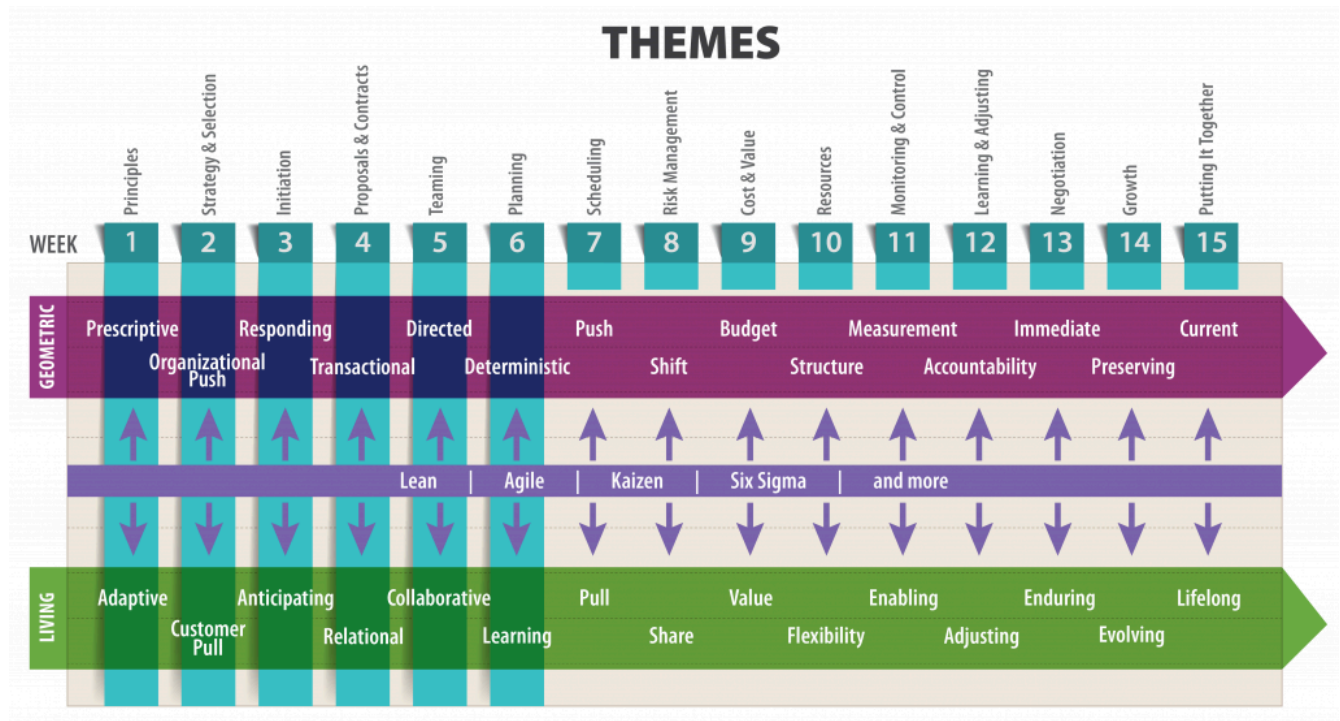 THEMES
Principles
Strategy & Selection
Initiation
Proposals & Contracts
Teaming
Planning
Scheduling
Risk Management
Cost & Value
Resources
Monitoring & Control
Learning & Adjusting
Negotiation
Growth
Putting It Together
WEEK 1 2 3 4 5 6 7 8 9 10 11 12 13 14 15
GEOMETRIC
Prescriptive Responding Directed Push Budget Measurement Immediate Current
Organizational
Push
Transactional Deterministic Shift Structure Accountability Preserving
Lean | Agile | Kaizen | Six Sigma | and more
LIVING
Adaptive Anticipating Collaborative Pull Value Enabling Enduring Lifelong
Customer
Pull
Relational Learning Share Flexibility Adjusting Evolving